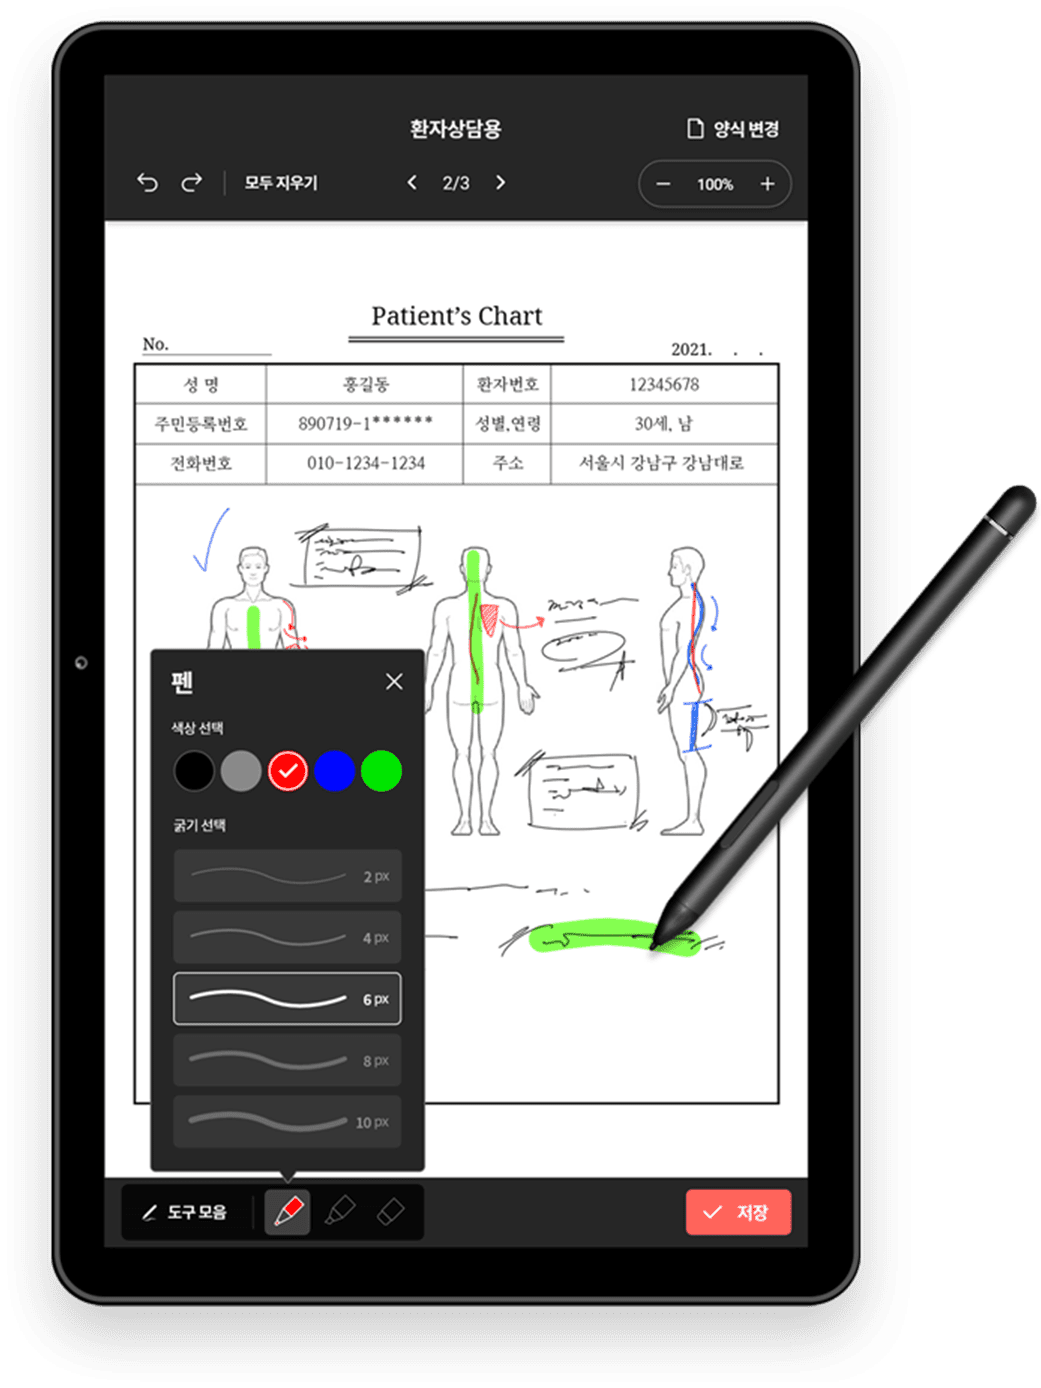 환자상담용
양식 변경
모두 지우기
2/3
100%
Patient's Chart
No.
2021. . .
성 명 홍길동 환자번호 12345678
주민등록번호 890719-1****** 성별,연령 30세, 남
전화번호 010-1234-1234 주소 서울시 강남구 강남대로
펜
색상 선택
굵기 선택
2 px
4 px
6 px
8 px
10 px
도구 모음
저장